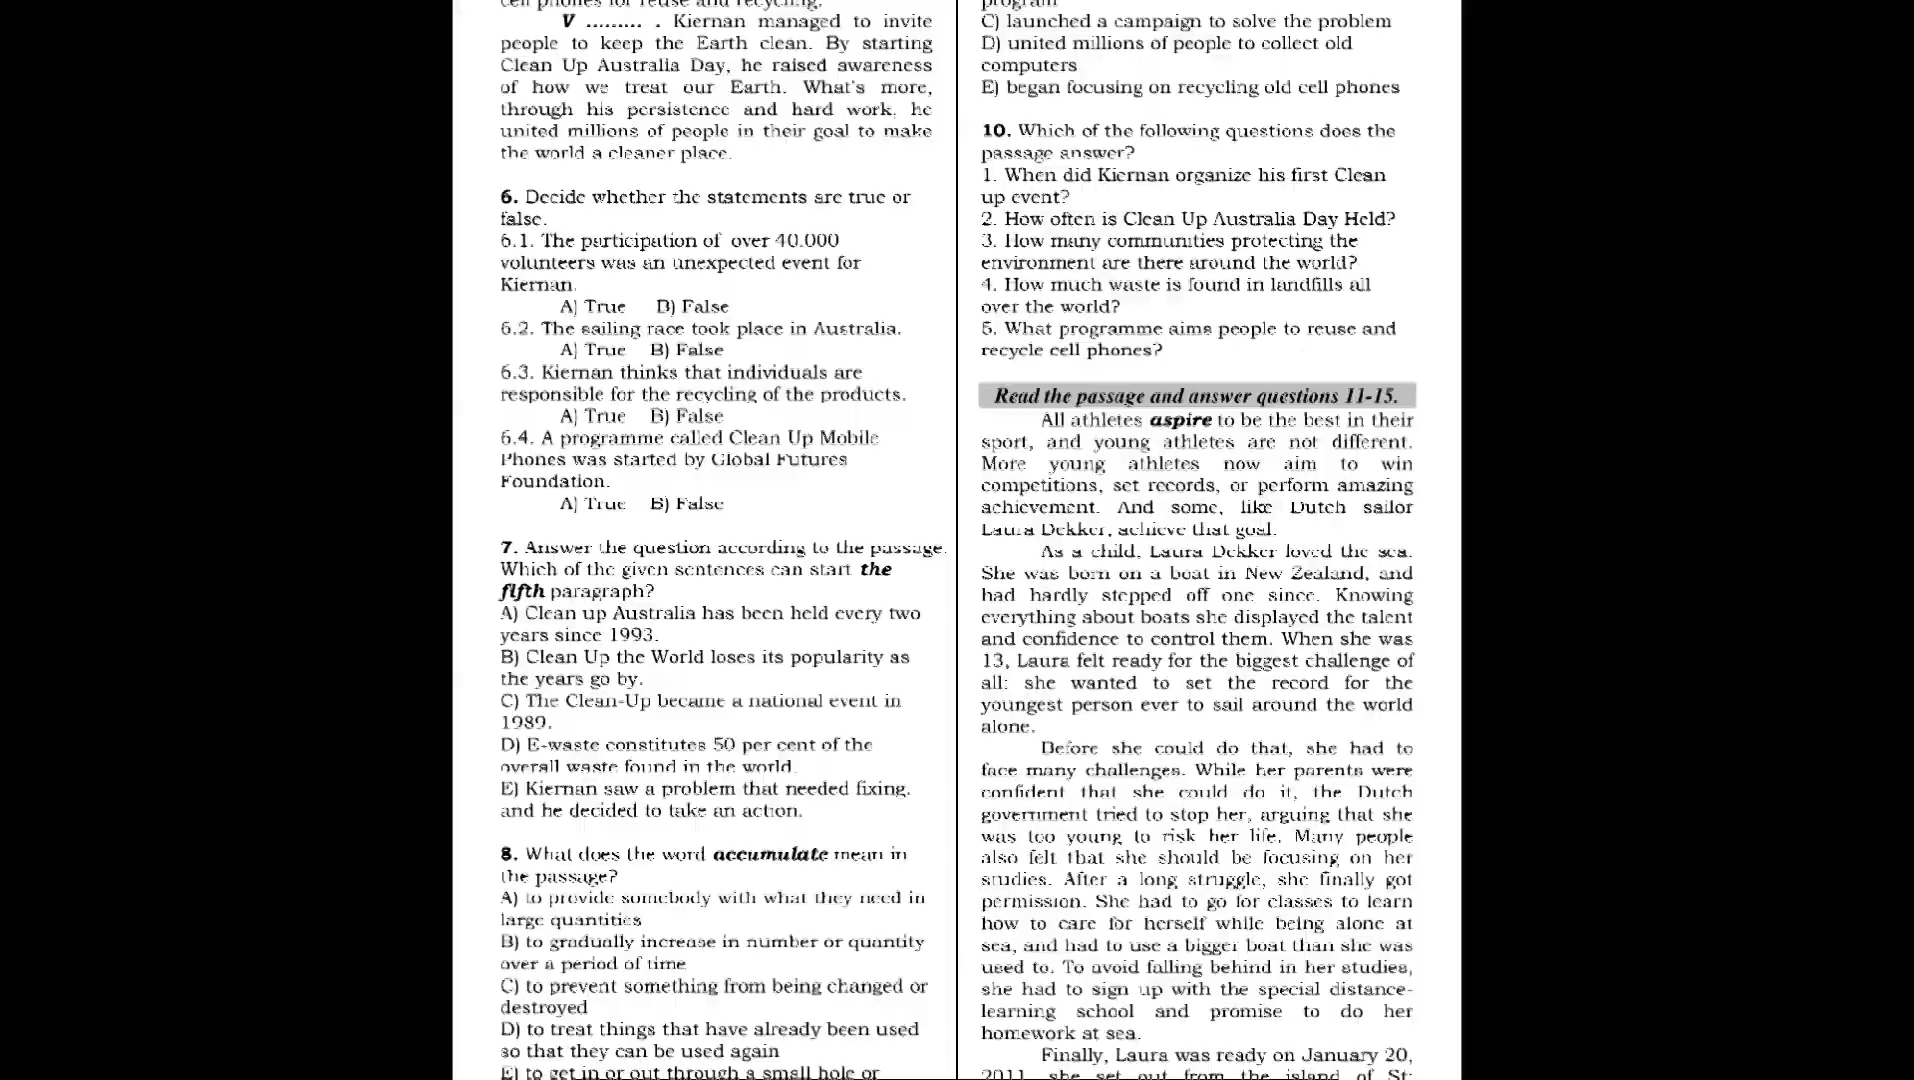 cell phones for reuse and recycling.
V ......... . Kiernan managed to invite
people to keep the Earth clean. By starting
Clean Up Australia Day, he raised awareness
of how we treat our Earth. What's more,
through his persistence and hard work, he
united millions of people in their goal to make
the world a cleaner place.
6. Decide whether the statements are true or
false.
6.1. The participation of over 40.000
volunteers was an unexpected event for
Kiernan.
A) True B) False
6.2. The sailing race took place in Australia.
A) True B) False
6.3. Kiernan thinks that individuals are
responsible for the recycling of the products.
A) True B) False
6.4. A programme called Clean Up Mobile
Phones was started by Global Futures
Foundation.
A) True B) False
7. Answer the question according to the passage.
Which of the given sentences can start the
fifth paragraph?
A) Clean up Australia has been held every two
years since 1993.
B) Clean Up the World loses its popularity as
the years go by.
C) The Clean-Up became a national event in
1989.
D) E-waste constitutes 50 per cent of the
overall waste found in the world.
E) Kiernan saw a problem that needed fixing,
and he decided to take an action.
8. What does the word accumulate mean in
the passage?
A) to provide somebody with what they need in
large quantities
B) to gradually increase in number or quantity
over a period of time
C) to prevent something from being changed or
destroyed
D) to treat things that have already been used
so that they can be used again
E) to get in or out through a small hole or
program
C) launched a campaign to solve the problem
D) united millions of people to collect old
computers
E) began focusing on recycling old cell phones
10. Which of the following questions does the
passage answer?
1. When did Kiernan organize his first Clean
up event?
2. How often is Clean Up Australia Day Held?
3. How many communities protecting the
environment are there around the world?
4. How much waste is found in landfills all
over the world?
5. What programme aims people to reuse and
recycle cell phones?
Read the passage and answer questions 11-15.
All athletes aspire to be the best in their
sport, and young athletes are not different.
More young athletes now aim to win
competitions, set records, or perform amazing
achievement. And some, like Dutch sailor
Laura Dekker, achieve that goal.
As a child, Laura Dekker loved the sea.
She was born on a boat in New Zealand, and
had hardly stepped off one since. Knowing
everything about boats she displayed the talent
and confidence to control them. When she was
13, Laura felt ready for the biggest challenge of
all: she wanted to set the record for the
youngest person ever to sail around the world
alone.
Before she could do that, she had to
face many challenges. While her parents were
confident that she could do it, the Dutch
government tried to stop her, arguing that she
was too young to risk her life. Many people
also felt that she should be focusing on her
studies. After a long struggle, she finally got
permission. She had to go for classes to learn
how to care for herself while being alone at
sea, and had to use a bigger boat than she was
used to. To avoid falling behind in her studies,
she had to sign up with the special distance-
learning school and promise to do her
homework at sea.
Finally, Laura was ready on January 20,
2011, she set out from the island of St: